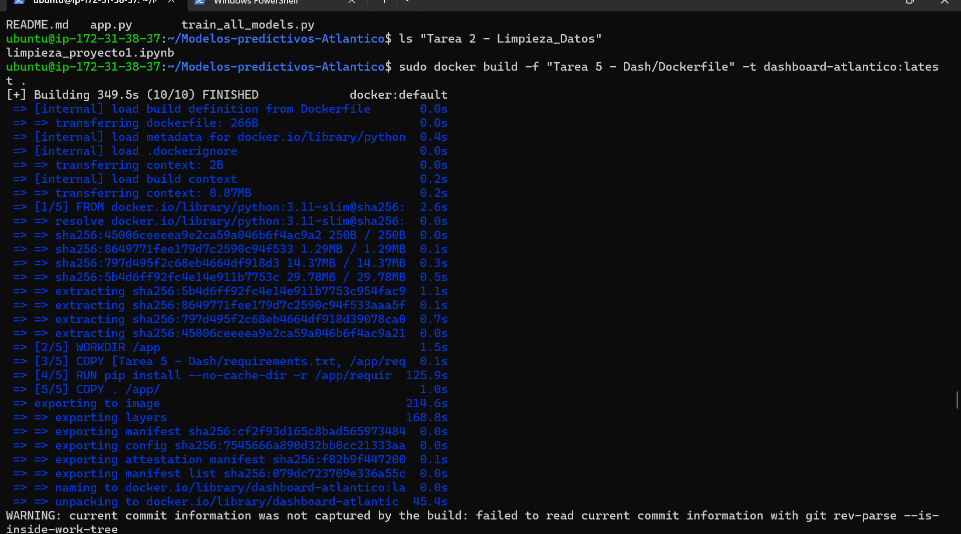 ubuntu@ip-172-31-38-37: ~/M
Windows PowerShell
README.md   app.py        train_all_models.py
ubuntu@ip-172-31-38-37:~/Modelos-predictivos-Atlantico$ ls "Tarea 2 - Limpieza_Datos"
limpieza_proyecto1.ipynb
ubuntu@ip-172-31-38-37:~/Modelos-predictivos-Atlantico$ sudo docker build -f "Tarea 5 - Dash/Dockerfile" -t dashboard-atlantico:lates
t .
[+] Building 349.5s (10/10) FINISHED             docker:default
=> [internal] load build definition from Dockerfile       0.0s
=> => transferring dockerfile: 266B                       0.0s
=> [internal] load metadata for docker.io/library/python  0.4s
=> [internal] load .dockerignore                          0.0s
=> => transferring context: 2B                            0.0s
=> [internal] load build context                          0.2s
=> => transferring context: 8.87MB                        0.2s
=> [1/5] FROM docker.io/library/python:3.11-slim@sha256:  2.6s
=> => resolve docker.io/library/python:3.11-slim@sha256:  0.0s
=> => sha256:45006ceeeea9e2ca59a046b6f4ac9a2 250B / 250B  0.0s
=> => sha256:8649771fee179d7c2590c94f533 1.29MB / 1.29MB  0.1s
=> => sha256:797d495f2c68eb4664df918d3 14.37MB / 14.37MB  0.3s
=> => sha256:5b4d6ff92fc4e14e911b7753c 29.78MB / 29.78MB  0.5s
=> => extracting sha256:5b4d6ff92fc4e14e911b7753c954fac9  1.1s
=> => extracting sha256:8649771fee179d7c2590c94f533aaa5f  0.1s
=> => extracting sha256:797d495f2c68eb4664df918d39078ca0  0.7s
=> => extracting sha256:45006ceeeea9e2ca59a046b6f4ac9a21  0.0s
=> [2/5] WORKDIR /app                                     1.5s
=> [3/5] COPY [Tarea 5 - Dash/requirements.txt, /app/req  0.1s
=> [4/5] RUN pip install --no-cache-dir -r /app/requir  125.9s
=> [5/5] COPY . /app/                                     1.0s
=> exporting to image                                   214.6s
=> => exporting layers                                  168.8s
=> => exporting manifest sha256:cf2f93d165c8bad565973484  0.0s
=> => exporting config sha256:7545666a890d32bb0cc21333aa  0.0s
=> => exporting attestation manifest sha256:f82b9f447200  0.1s
=> => exporting manifest list sha256:079dc723709e336a55c  0.0s
=> => naming to docker.io/library/dashboard-atlantico:la  0.0s
=> => unpacking to docker.io/library/dashboard-atlantic  45.4s
WARNING: current commit information was not captured by the build: failed to read current commit information with git rev-parse --is-
inside-work-tree